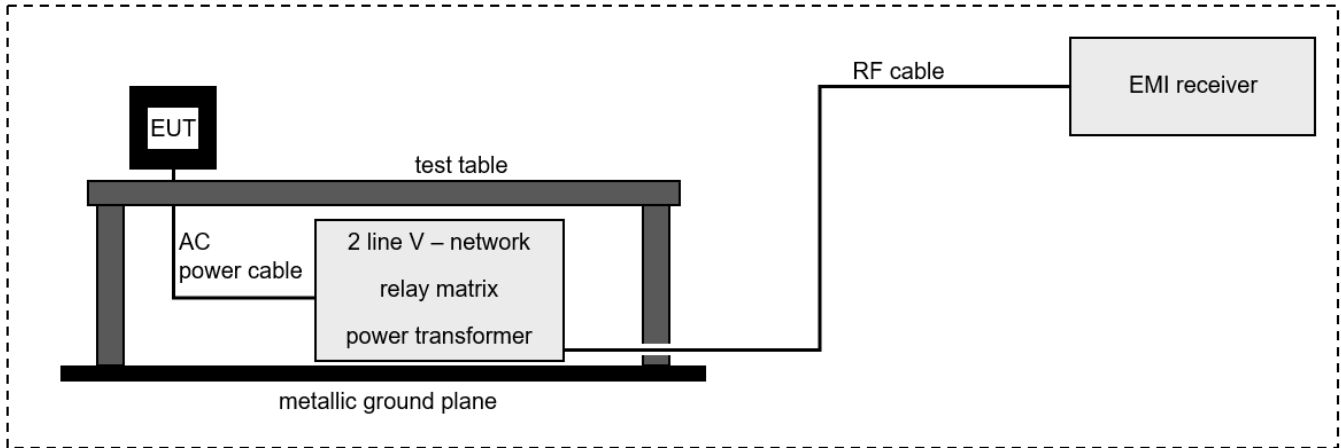 RF cable
EMI receiver
EUT
test table
AC
power cable
2 line V – network
relay matrix
power transformer
metallic ground plane